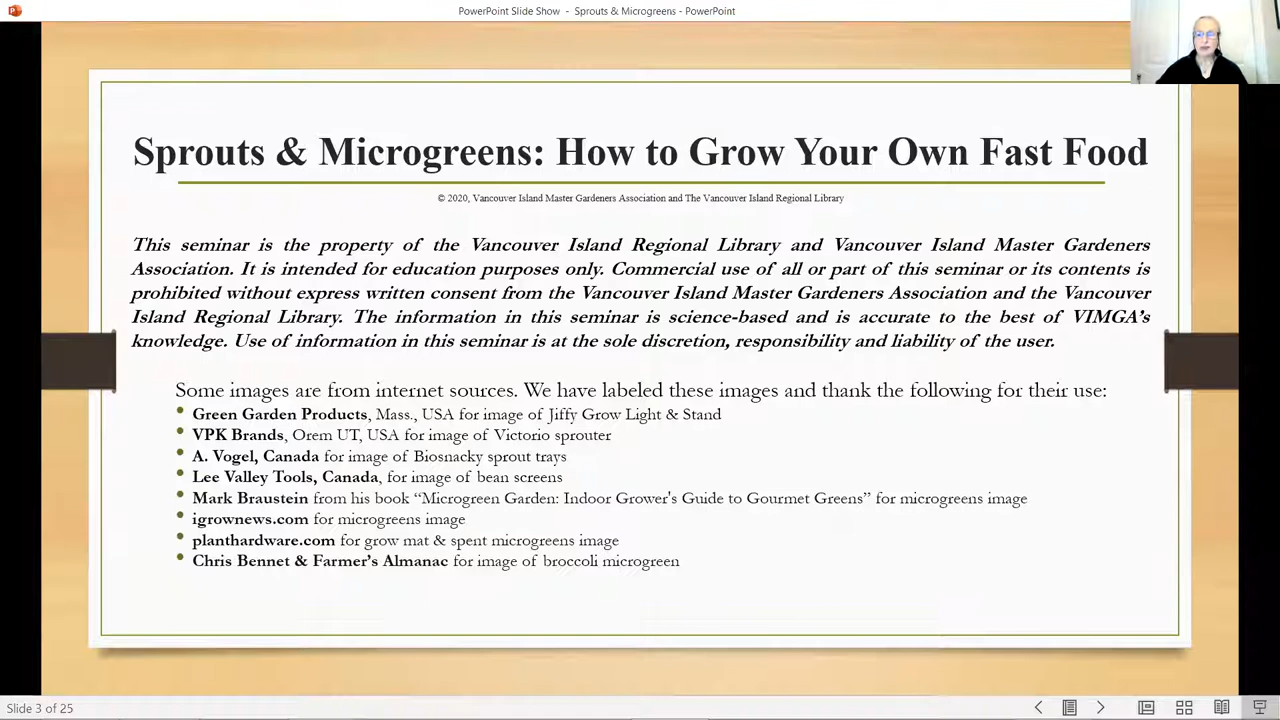 PowerPoint Slide Show - Sprouts & Microgreens - PowerPoint
Sprouts & Microgreens: How to Grow Your Own Fast Food
© 2020, Vancouver Island Master Gardeners Association and The Vancouver Island Regional Library
This seminar is the property of the Vancouver Island Regional Library and Vancouver Island Master Gardeners
Association. It is intended for education purposes only. Commercial use of all or part of this seminar or its contents is
prohibited without express written consent from the Vancouver Island Master Gardeners Association and the Vancouver
Island Regional Library. The information in this seminar is science-based and is accurate to the best of VIMGA's
knowledge. Use of information in this seminar is at the sole discretion, responsibility and liability of the user.
Some images are from internet sources. We have labeled these images and thank the following for their use:
• Green Garden Products, Mass., USA for image of Jiffy Grow Light & Stand
• VPK Brands, Orem UT, USA for image of Victorio sprouter
• A. Vogel, Canada for image of Biosnacky sprout trays
• Lee Valley Tools, Canada, for image of bean screens
• Mark Braustein from his book “Microgreen Garden: Indoor Grower's Guide to Gourmet Greens” for microgreens image
• igrownews.com for microgreens image
• planthardware.com for grow mat & spent microgreens image
• Chris Bennet & Farmer’s Almanac for image of broccoli microgreen
Slide 3 of 25